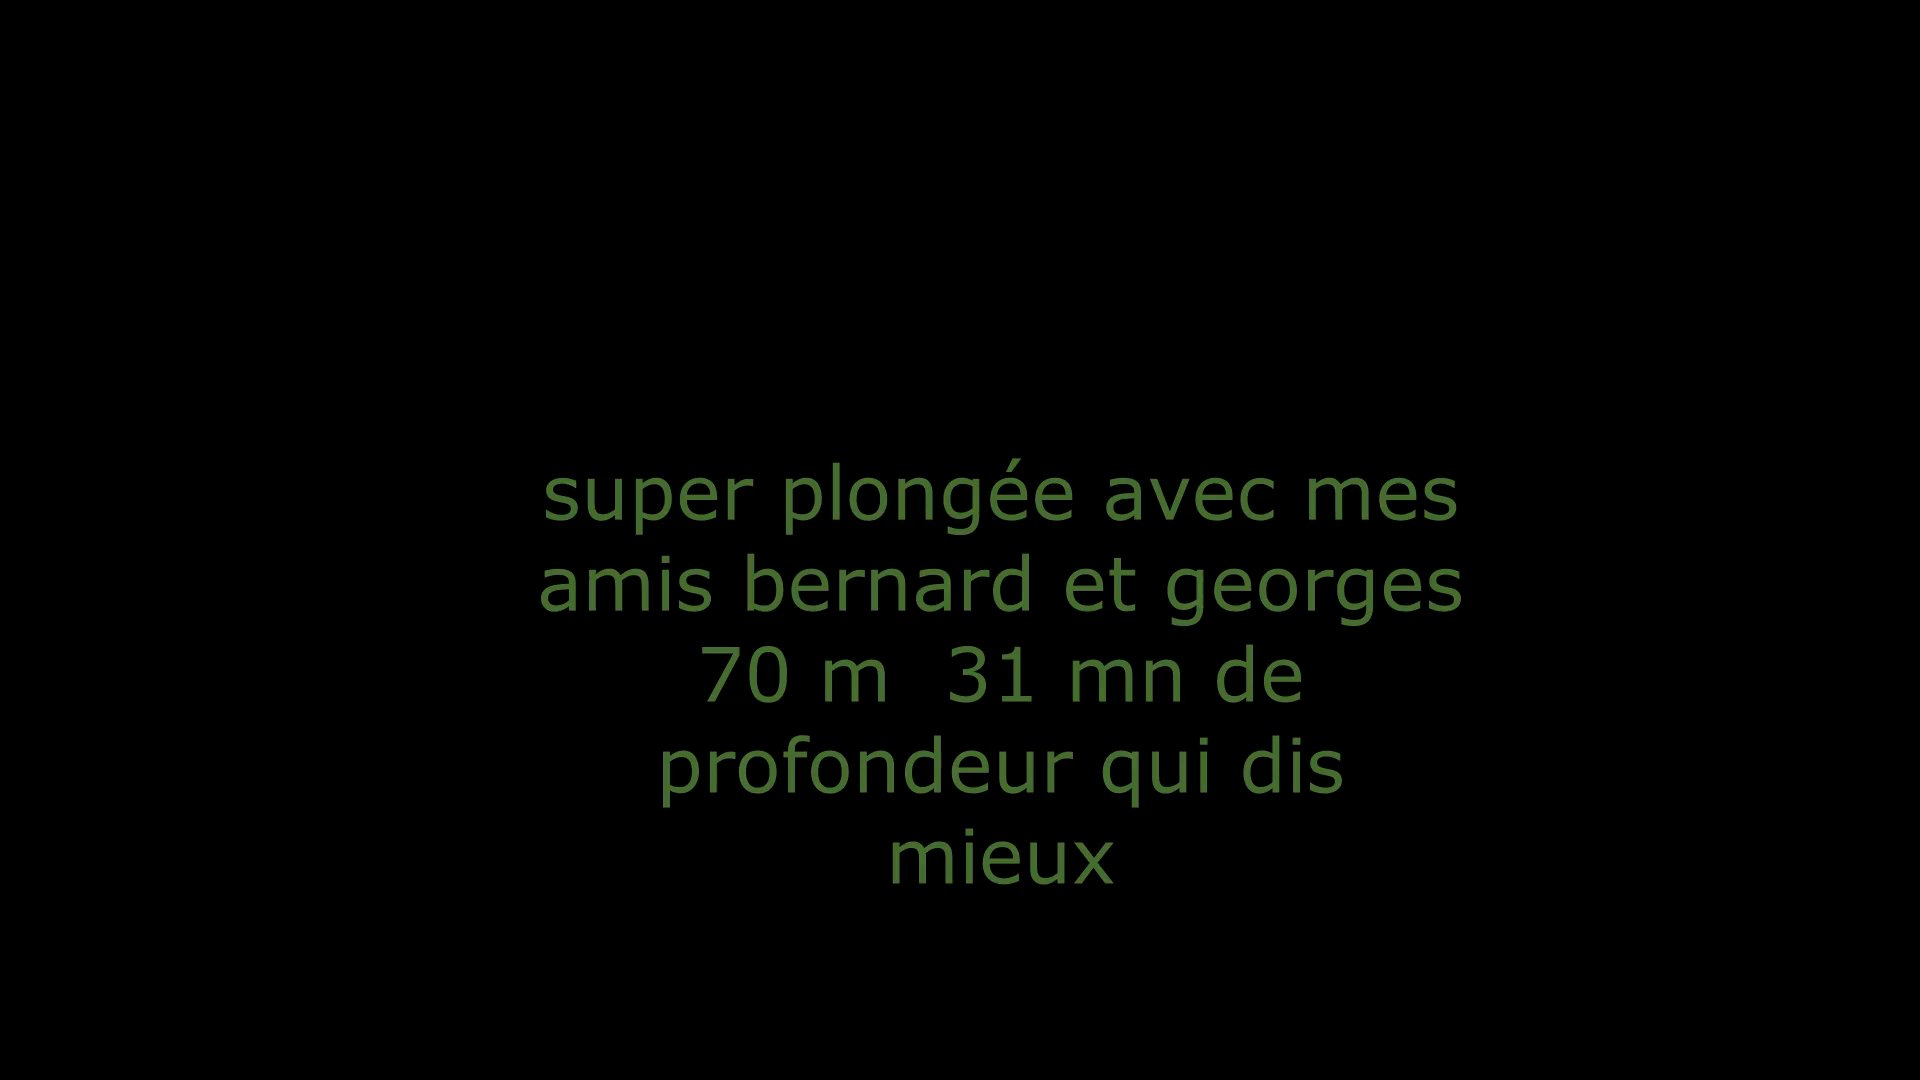 super plongée avec mes
amis bernard et georges
70 m  31 mn de
profondeur qui dis
mieux